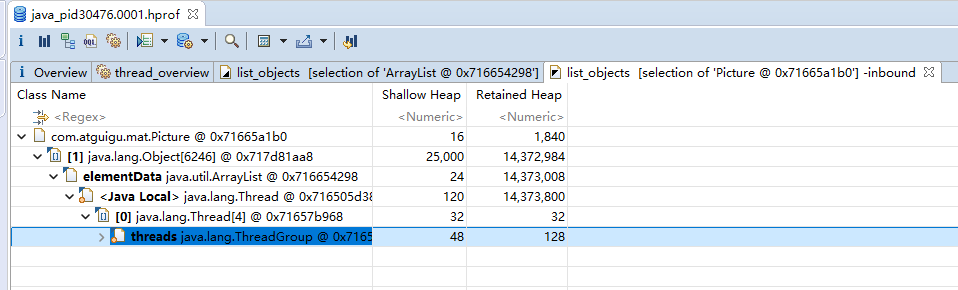 java_pid30476.0001.hprof
i Overview thread_overview list_objects [selection of 'ArrayList @ 0x716654298'] list_objects [selection of 'Picture @ 0x71665a1b0'] -inbound
Class Name Shallow Heap Retained Heap
<Regex> <Numeric> <Numeric>
com.atguigu.mat.Picture @ 0x71665a1b0 16 1,840
[1] java.lang.Object[6246] @ 0x717d81aa8 25,000 14,372,984
elementData java.util.ArrayList @ 0x716654298 24 14,373,008
<Java Local> java.lang.Thread @ 0x716505d38 120 14,373,800
[0] java.lang.Thread[4] @ 0x71657b968 32 32
threads java.lang.ThreadGroup @ 0x7165 48 128